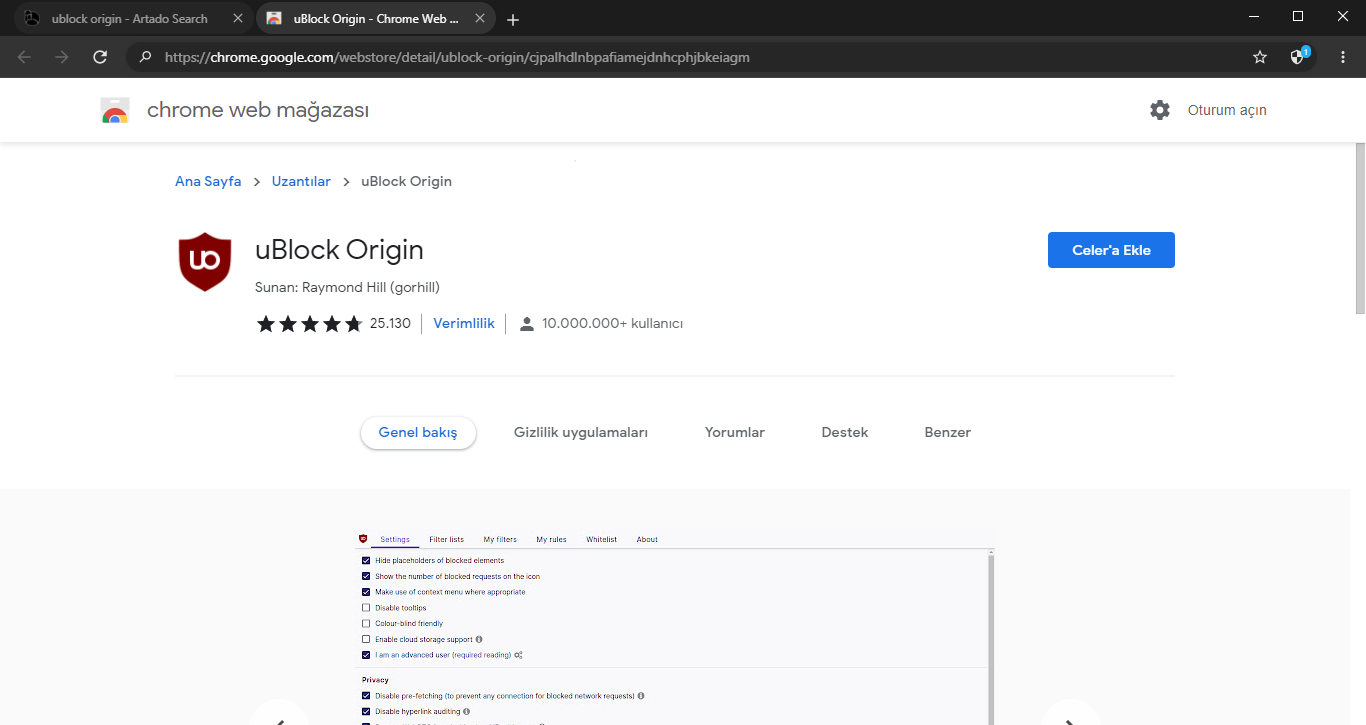 ublock origin - Artado Search
uBlock Origin - Chrome Web ...
https://chrome.google.com/webstore/detail/ublock-origin/cjpalhdlnbpafiamejdnhcphjbkeiagm
1
chrome web mağazası
Oturum açın
Ana Sayfa > Uzantılar > uBlock Origin
uBlock Origin
Celer'a Ekle
Sunan: Raymond Hill (gorhill)
25.130 Verimlilik 10.000.000+ kullanıcı
Genel bakış Gizlilik uygulamaları Yorumlar Destek Benzer
Settings Filter lists My filters My rules Whitelist About
Hide placeholders of blocked elements
Show the number of blocked requests on the icon
Make use of context menu where appropriate
Disable tooltips
Colour-blind friendly
Enable cloud storage support
I am an advanced user (required reading)
Privacy
Disable pre-fetching (to prevent any connection for blocked network requests)
Disable hyperlink auditing